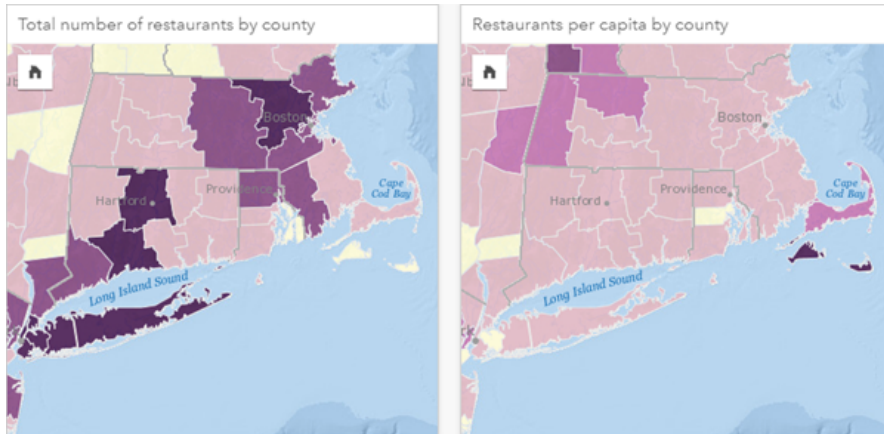 Total number of restaurants by county
Boston
Hartford
Providence
Cape
Cod Bay
Long Island Sound
Restaurants per capita by county
Boston
Hartford
Providence
Cape
Cod Bay
Long Island Sound